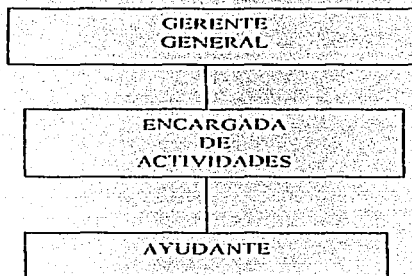 GERENTE
GENERAL
ENCARGADA
DE
ACTIVIDADES
AYUDANTE